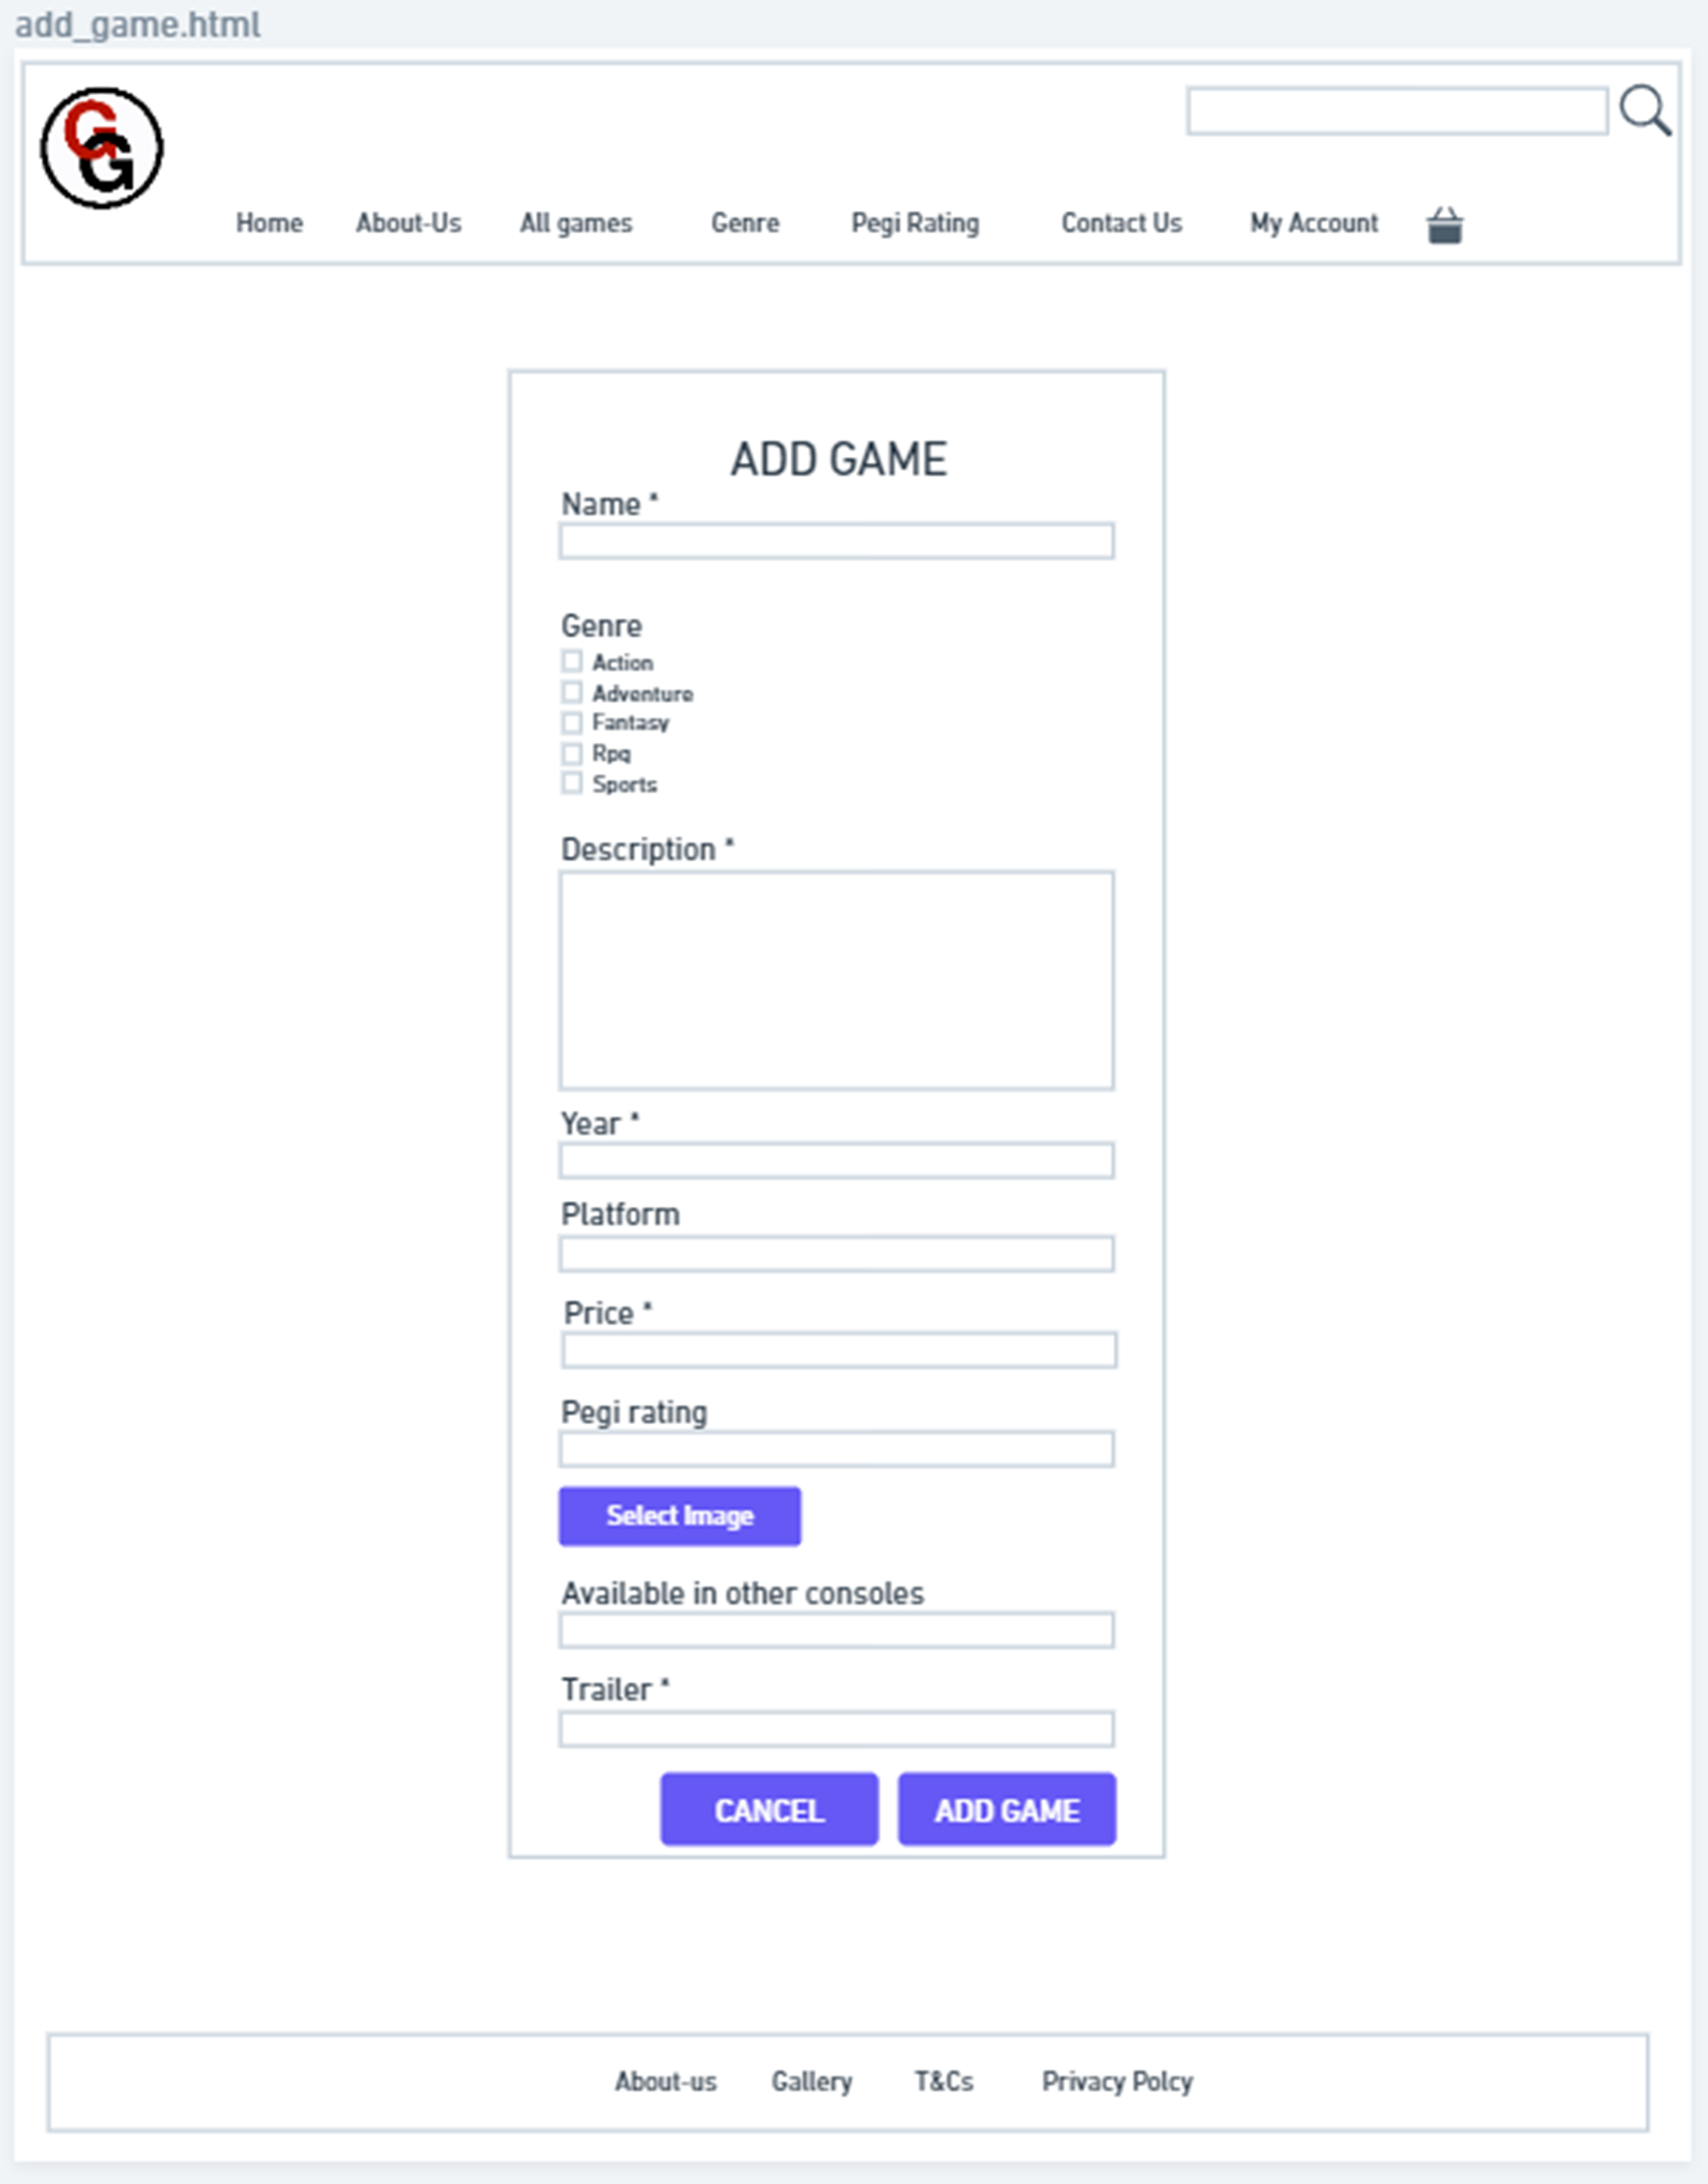 add_game.html
GG
Home About-Us All games Genre Pegi Rating Contact Us My Account
ADD GAME
Name *
Genre
Action
Adventure
Fantasy
Rpg
Sports
Description *
Year *
Platform
Price *
Pegi rating
Select Image
Available in other consoles
Trailer *
CANCEL ADD GAME
About-us Gallery T&Cs Privacy Polcy